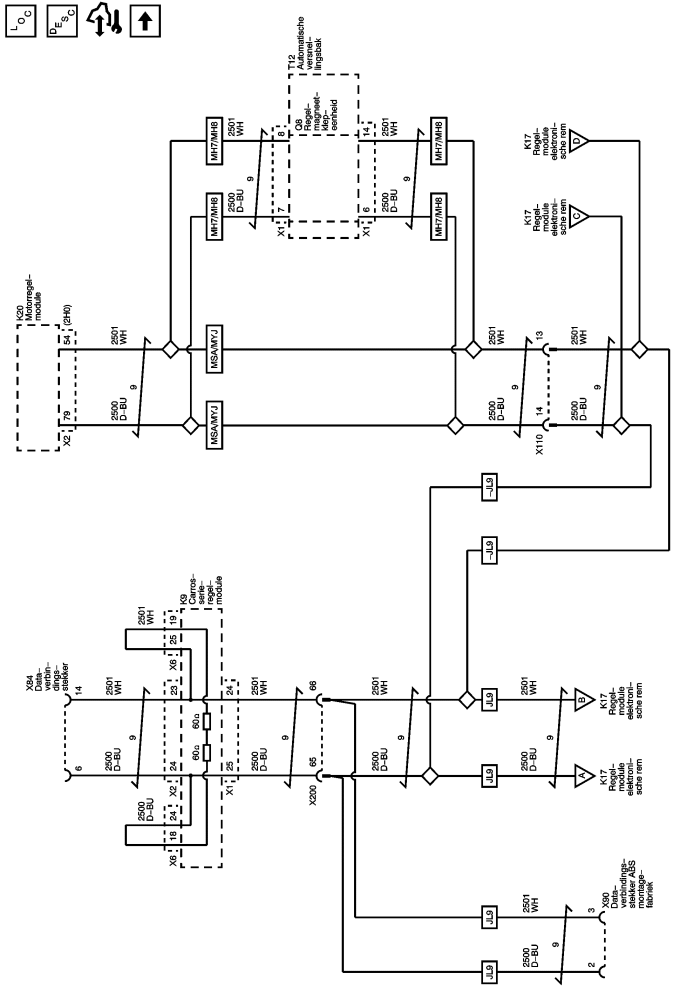 LOC
DESC
T12
Automatische
versnel–
lingsbak
Q8
Regel–
magneet–
klep–
eenheid
MH7/MH8
2501
WH
8
14
2501
WH
MH7/MH8
9
9
MH7/MH8
2500
D–BU
7
X1
6
X1
2500
D–BU
MH7/MH8
K17
Regel–
module
elektroni–
sche rem
D
K17
Regel–
module
elektroni–
sche rem
C
K20
Motorregel–
module
54
(2H0)
79
X2
2501
WH
9
2500
D–BU
MSA/MYJ
MSA/MYJ
2501
WH
9
2500
D–BU
13
14
X110
2501
WH
9
2500
D–BU
–JL9
–JL9
X84
Data–
verbin–
dings–
stekker
14
6
2501
WH
9
2500
D–BU
K9
Carros–
serie–
regel–
module
2501
WH
19
25
X6
23
24
X2
60Ω
60Ω
24
25
X1
2500
D–BU
24
18
X6
2501
WH
9
2500
D–BU
66
65
X200
2501
WH
9
2500
D–BU
JL9
JL9
2501
WH
9
2500
D–BU
B
K17
Regel–
module
elektroni–
sche rem
A
K17
Regel–
module
elektroni–
sche rem
JL9
JL9
2501
WH
9
2500
D–BU
3
2
X90
Data–
verbindings–
stekker ABS
montage–
fabriek